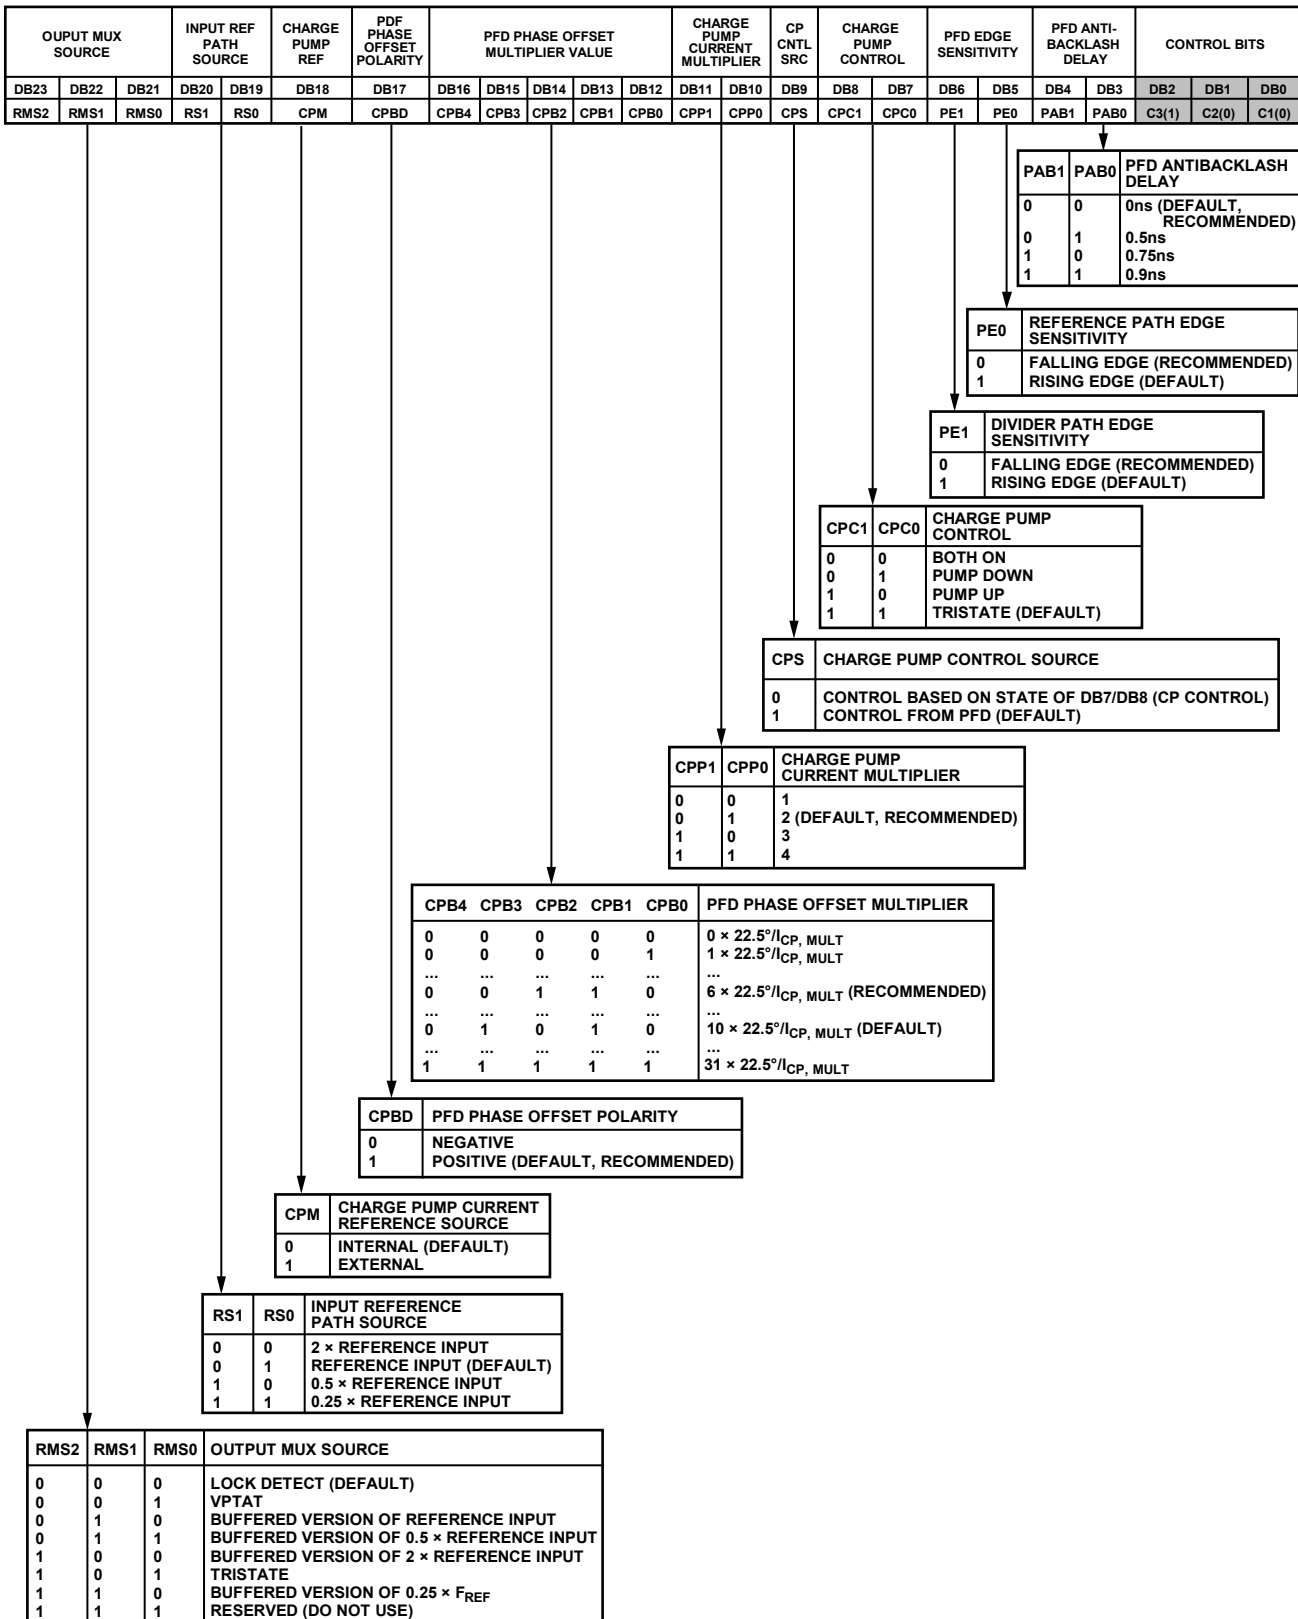 OUPUT MUX SOURCE
INPUT REF PATH SOURCE
CHARGE PUMP REF
PDF PHASE OFFSET POLARITY
PFD PHASE OFFSET MULTIPLIER VALUE
CHARGE PUMP CURRENT MULTIPLIER
CP CNTL SRC
CHARGE PUMP CONTROL
PFD EDGE SENSITIVITY
PFD ANTI-BACKLASH DELAY
CONTROL BITS
DB23 DB22 DB21 DB20 DB19 DB18 DB17 DB16 DB15 DB14 DB13 DB12 DB11 DB10 DB9 DB8 DB7 DB6 DB5 DB4 DB3 DB2 DB1 DB0
RMS2 RMS1 RMS0 RS1 RS0 CPM CPBD CPB4 CPB3 CPB2 CPB1 CPB0 CPP1 CPP0 CPS CPC1 CPC0 PE1 PE0 PAB1 PAB0 C3(1) C2(0) C1(0)
PAB1 PAB0 PFD ANTIBACKLASH DELAY
0 0 0ns (DEFAULT, RECOMMENDED)
0 1 0.5ns
1 0 0.75ns
1 1 0.9ns
PE0 REFERENCE PATH EDGE SENSITIVITY
0 FALLING EDGE (RECOMMENDED)
1 RISING EDGE (DEFAULT)
PE1 DIVIDER PATH EDGE SENSITIVITY
0 FALLING EDGE (RECOMMENDED)
1 RISING EDGE (DEFAULT)
CPC1 CPC0 CHARGE PUMP CONTROL
0 0 BOTH ON
0 1 PUMP DOWN
1 0 PUMP UP
1 1 TRISTATE (DEFAULT)
CPS CHARGE PUMP CONTROL SOURCE
0 CONTROL BASED ON STATE OF DB7/DB8 (CP CONTROL)
1 CONTROL FROM PFD (DEFAULT)
CPP1 CPP0 CHARGE PUMP CURRENT MULTIPLIER
0 0 1
0 1 2 (DEFAULT, RECOMMENDED)
1 0 3
1 1 4
CPB4 CPB3 CPB2 CPB1 CPB0 PFD PHASE OFFSET MULTIPLIER
0 0 0 0 0 0 × 22.5°/ICP, MULT
0 0 0 0 1 1 × 22.5°/ICP, MULT
... ... ... ... ... ...
0 0 1 1 0 6 × 22.5°/ICP, MULT (RECOMMENDED)
... ... ... ... ... ...
0 1 0 1 0 10 × 22.5°/ICP, MULT (DEFAULT)
... ... ... ... ... ...
1 1 1 1 1 31 × 22.5°/ICP, MULT
CPBD PFD PHASE OFFSET POLARITY
0 NEGATIVE
1 POSITIVE (DEFAULT, RECOMMENDED)
CPM CHARGE PUMP CURRENT REFERENCE SOURCE
0 INTERNAL (DEFAULT)
1 EXTERNAL
RS1 RS0 INPUT REFERENCE PATH SOURCE
0 0 2 × REFERENCE INPUT
0 1 REFERENCE INPUT (DEFAULT)
1 0 0.5 × REFERENCE INPUT
1 1 0.25 × REFERENCE INPUT
RMS2 RMS1 RMS0 OUTPUT MUX SOURCE
0 0 0 LOCK DETECT (DEFAULT)
0 0 1 VPTAT
0 1 0 BUFFERED VERSION OF REFERENCE INPUT
0 1 1 BUFFERED VERSION OF 0.5 × REFERENCE INPUT
1 0 0 BUFFERED VERSION OF 2 × REFERENCE INPUT
1 0 1 TRISTATE
1 1 0 BUFFERED VERSION OF 0.25 × FREF
1 1 1 RESERVED (DO NOT USE)